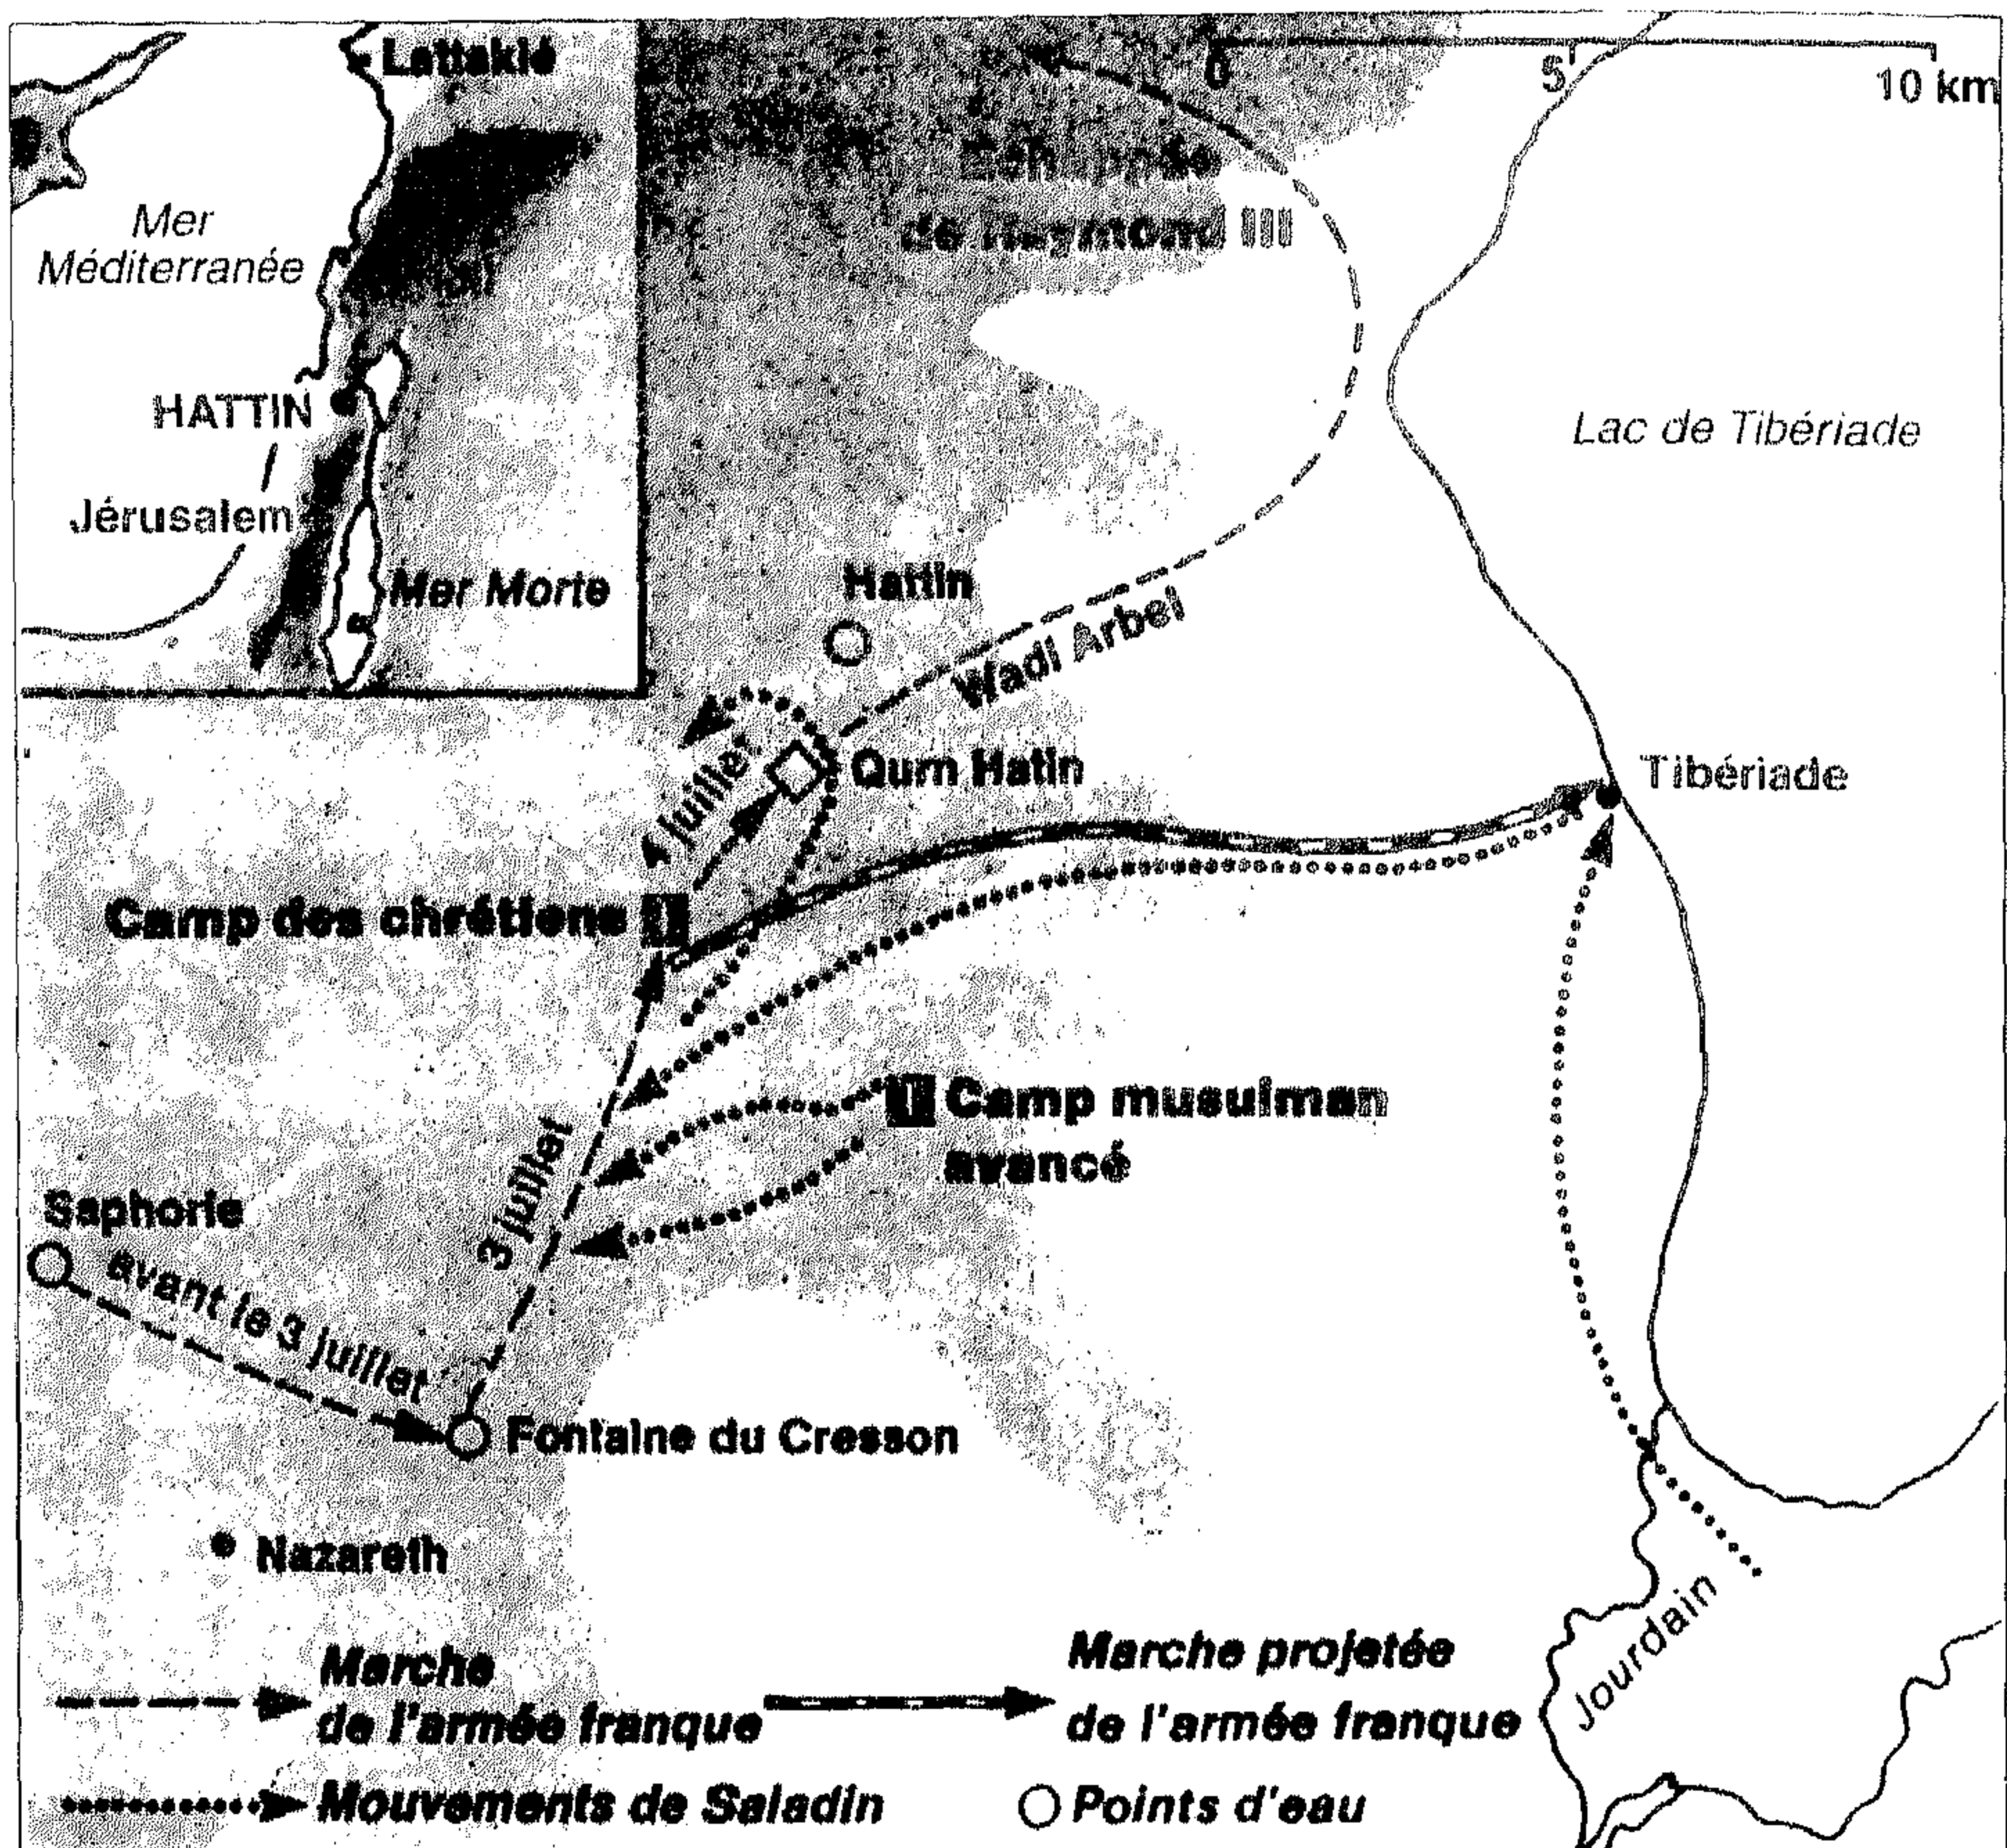 Lattakié
Mer
Méditerranée
HATTIN
Jérusalem
Mer Morte
0
5
10 km
Echappée
de Raymond III
Lac de Tibériade
Hattin
Wadi Arbel
4 juillet
Qurn Hatin
Tibériade
Camp des chrétiens
3 juillet
Camp musulman
avancé
Saphorie
avant le 3 juillet
Fontaine du Cresson
Nazareth
Jourdain
Marche
de l'armée franque
Marche projetée
de l'armée franque
Mouvements de Saladin
Points d'eau